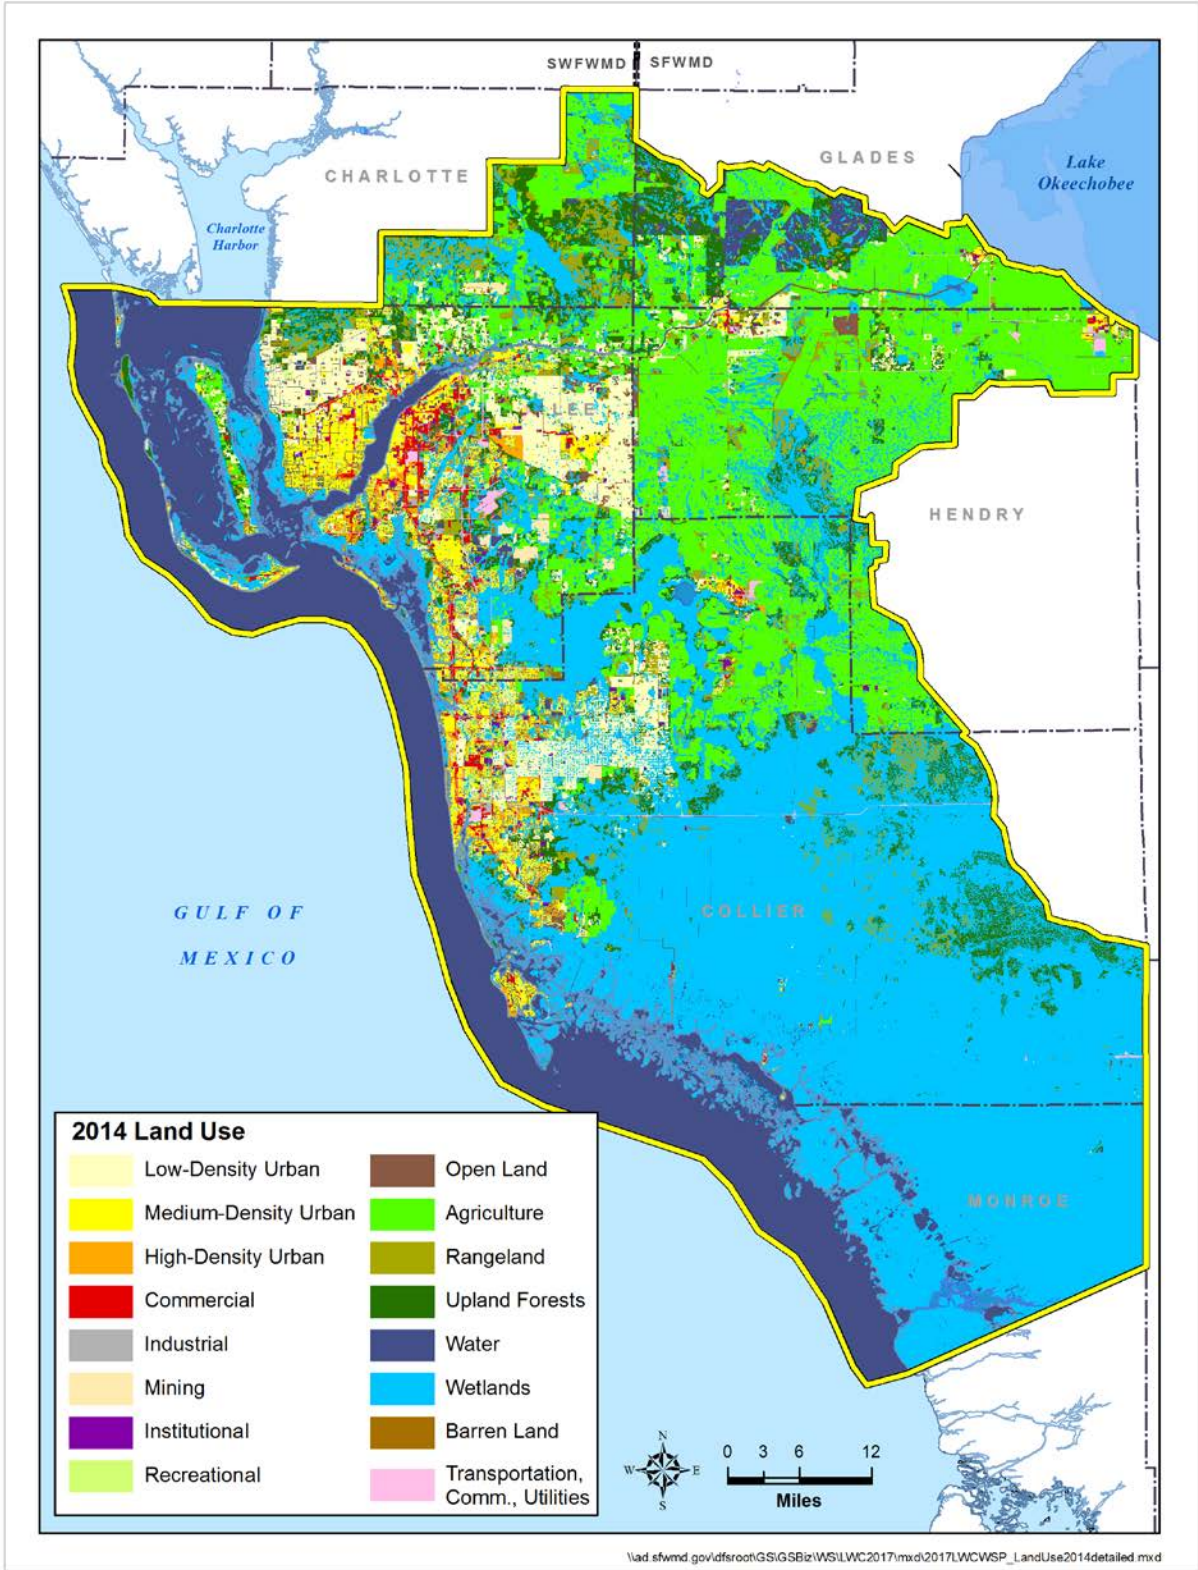 SWFWMD SFWMD
GLADES
Lake
Okeechobee
CHARLOTTE
Charlotte
Harbor
LEE
HENDRY
GULF OF
MEXICO
COLLIER
MONROE
2014 Land Use
Low-Density Urban
Medium-Density Urban
High-Density Urban
Commercial
Industrial
Mining
Institutional
Recreational
Open Land
Agriculture
Rangeland
Upland Forests
Water
Wetlands
Barren Land
Transportation,
Comm., Utilities
N
W E
S
0 3 6 12
Miles
\\ad.sfwmd.gov\dfsroot\GS\GSBiz\WS\LWC2017\mxd\2017LWCWSP_LandUse2014detailed.mxd